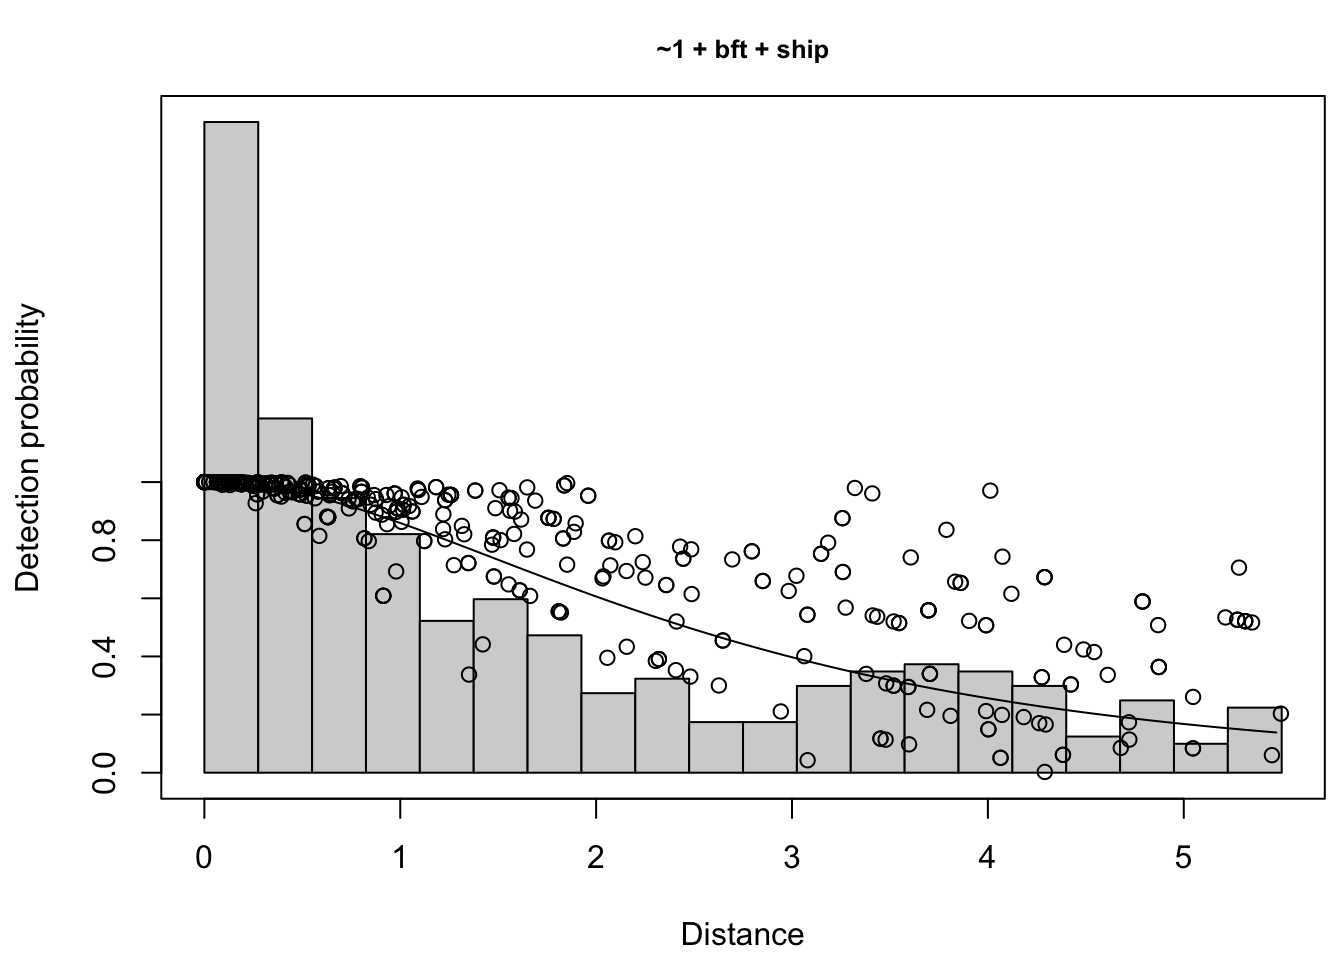 ~1 + bft + ship
Detection probability
0.8
0.4
0.0
0 1 2 3 4 5
Distance